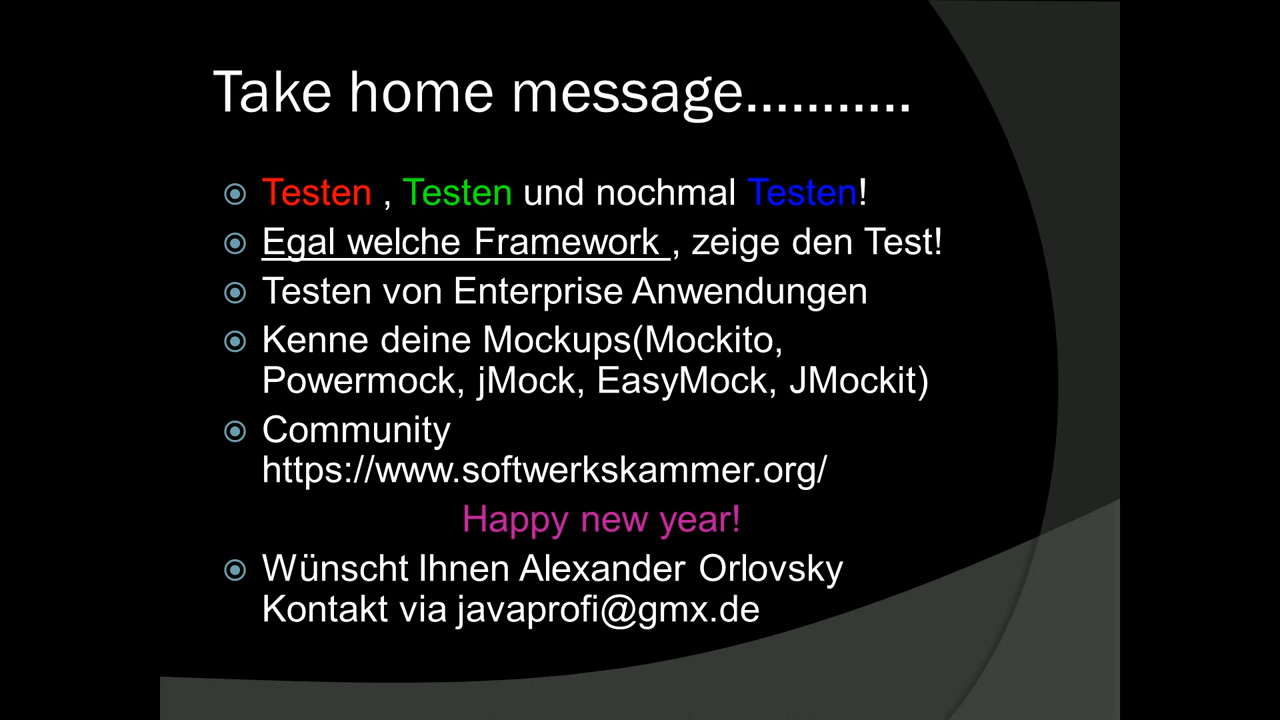 Take home message...........
Testen , Testen und nochmal Testen!
Egal welche Framework , zeige den Test!
Testen von Enterprise Anwendungen
Kenne deine Mockups(Mockito,
Powermock, jMock, EasyMock, JMockit)
Community
https://www.softwerkskammer.org/
Happy new year!
Wünscht Ihnen Alexander Orlovsky
Kontakt via javaprofi@gmx.de